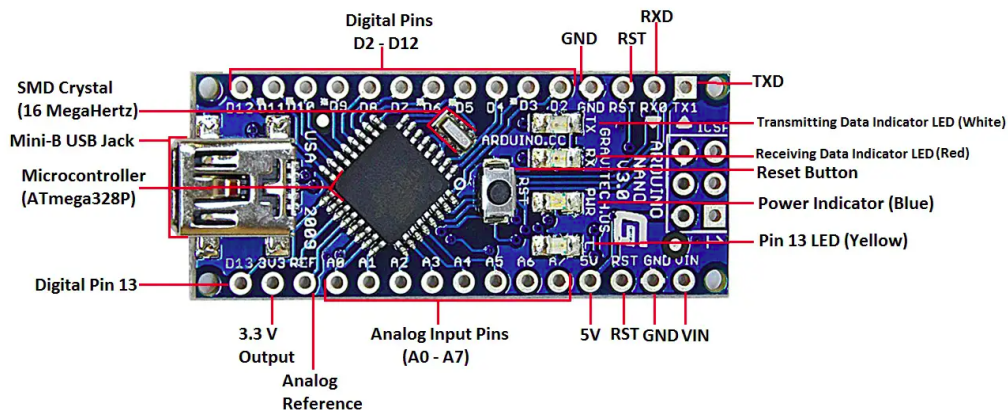 Digital Pins
D2 - D12
GND
RST
RXD
TXD
SMD Crystal
(16 MegaHertz)
Mini-B USB Jack
Microcontroller
(ATmega328P)
Digital Pin 13
3.3 V
Output
Analog
Reference
Analog Input Pins
(A0 - A7)
5V
RST
GND
VIN
Transmitting Data Indicator LED (White)
Receiving Data Indicator LED (Red)
Reset Button
Power Indicator (Blue)
Pin 13 LED (Yellow)
D12 D11 D10 D9 D8 D7 D6 D5 D4 D3 D2 GND RST RX0 TX1
TX
RX
PWR
L
RST
ICSP
ARDUINO.CC
USA
2009
GRAVITECH.US
ARDUINO
NANO
V3.0
D13 3V3 REF A0 A1 A2 A3 A4 A5 A6 A7 5V RST GND VIN